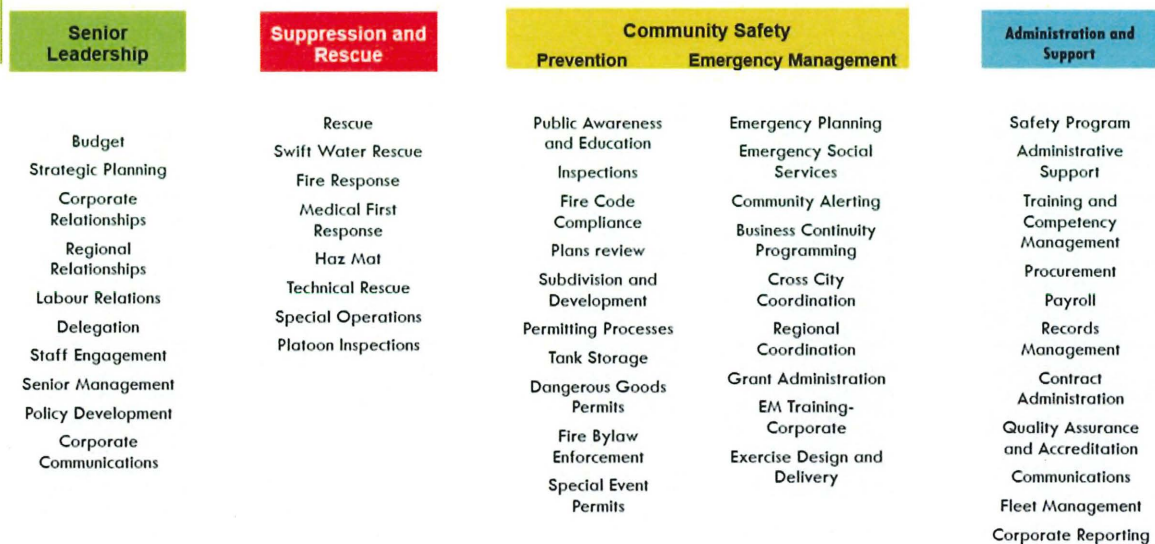 Senior
Leadership
Budget
Strategic Planning
Corporate
Relationships
Regional
Relationships
Labour Relations
Delegation
Staff Engagement
Senior Management
Policy Development
Corporate
Communications
Suppression and
Rescue
Rescue
Swift Water Rescue
Fire Response
Medical First
Response
Haz Mat
Technical Rescue
Special Operations
Platoon Inspections
Community Safety
Prevention
Public Awareness
and Education
Inspections
Fire Code
Compliance
Plans review
Subdivision and
Development
Permitting Processes
Tank Storage
Dangerous Goods
Permits
Fire Bylaw
Enforcement
Special Event
Permits
Emergency Management
Emergency Planning
Emergency Social
Services
Community Alerting
Business Continuity
Programming
Cross City
Coordination
Regional
Coordination
Grant Administration
EM Training-
Corporate
Exercise Design and
Delivery
Administration and
Support
Safety Program
Administrative
Support
Training and
Competency
Management
Procurement
Payroll
Records
Management
Contract
Administration
Quality Assurance
and Accreditation
Communications
Fleet Management
Corporate Reporting